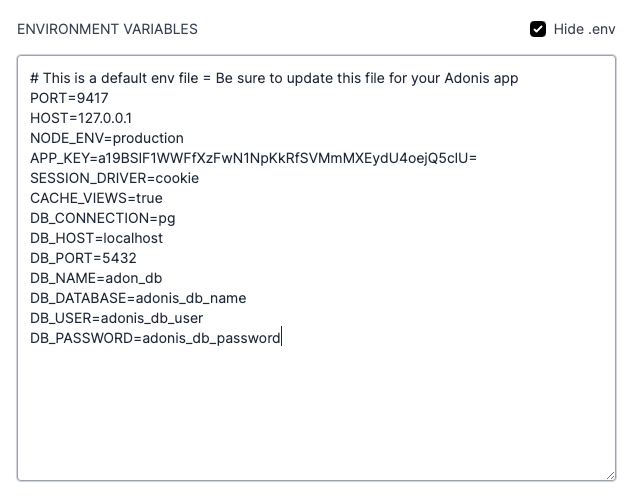 ENVIRONMENT VARIABLES
Hide .env
# This is a default env file = Be sure to update this file for your Adonis app
PORT=9417
HOST=127.0.0.1
NODE_ENV=production
APP_KEY=a19BSlF1WWFfXzFwN1NpKkRfSVMmMXEydU4oejQ5clU=
SESSION_DRIVER=cookie
CACHE_VIEWS=true
DB_CONNECTION=pg
DB_HOST=localhost
DB_PORT=5432
DB_NAME=adon_db
DB_DATABASE=adonis_db_name
DB_USER=adonis_db_user
DB_PASSWORD=adonis_db_password